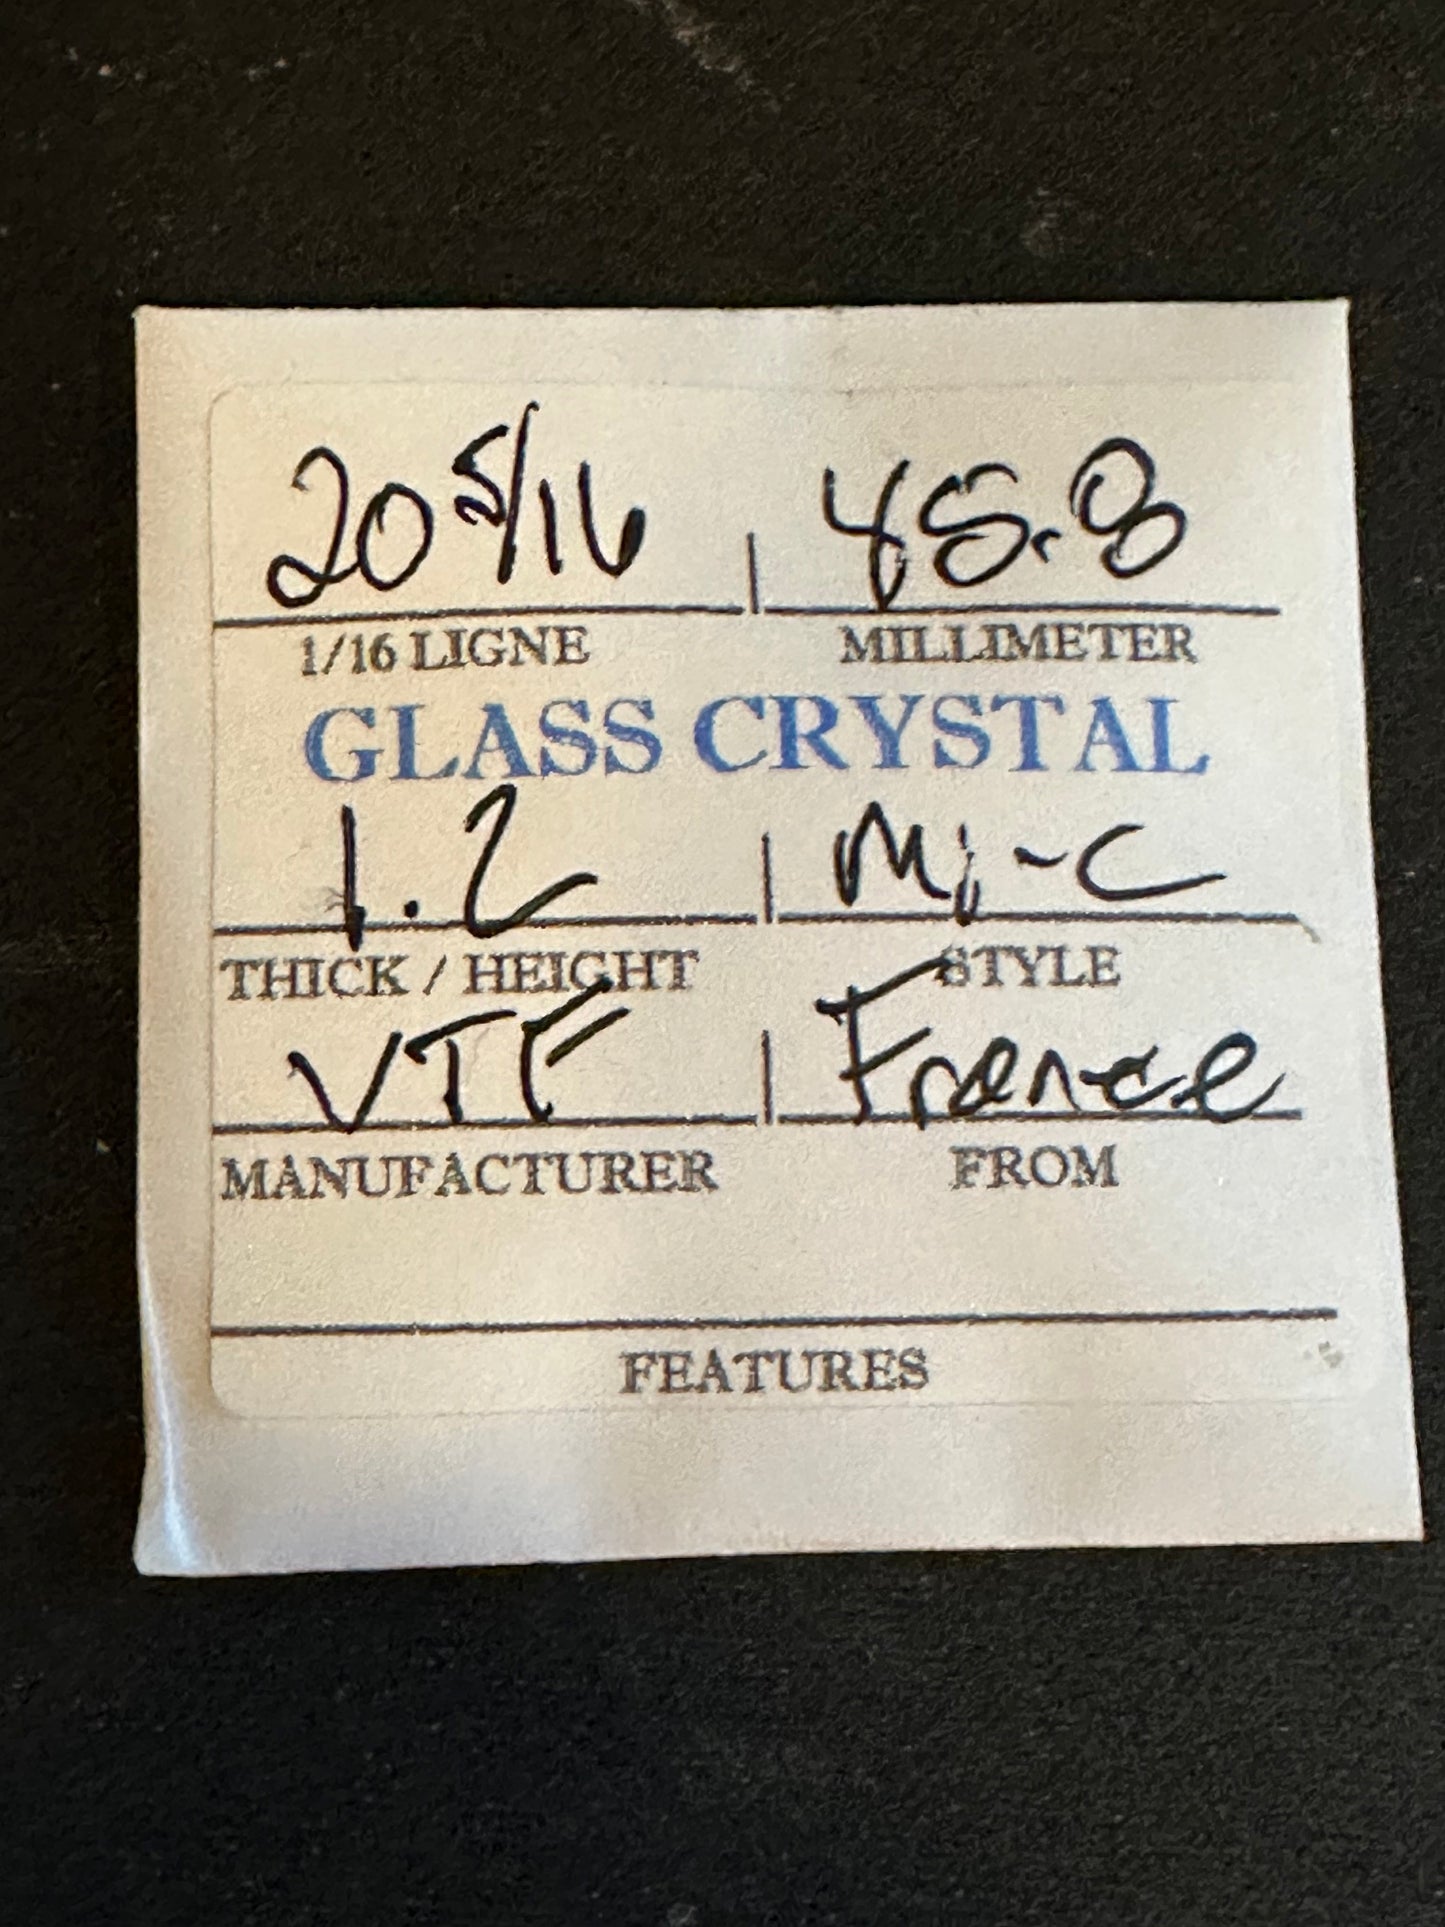 20 5/16 | 45.8
1/16 LIGNE MILLIMETER
GLASS CRYSTAL
1.2 | Mi-C
THICK / HEIGHT STYLE
VTF | France
MANUFACTURER FROM
FEATURES